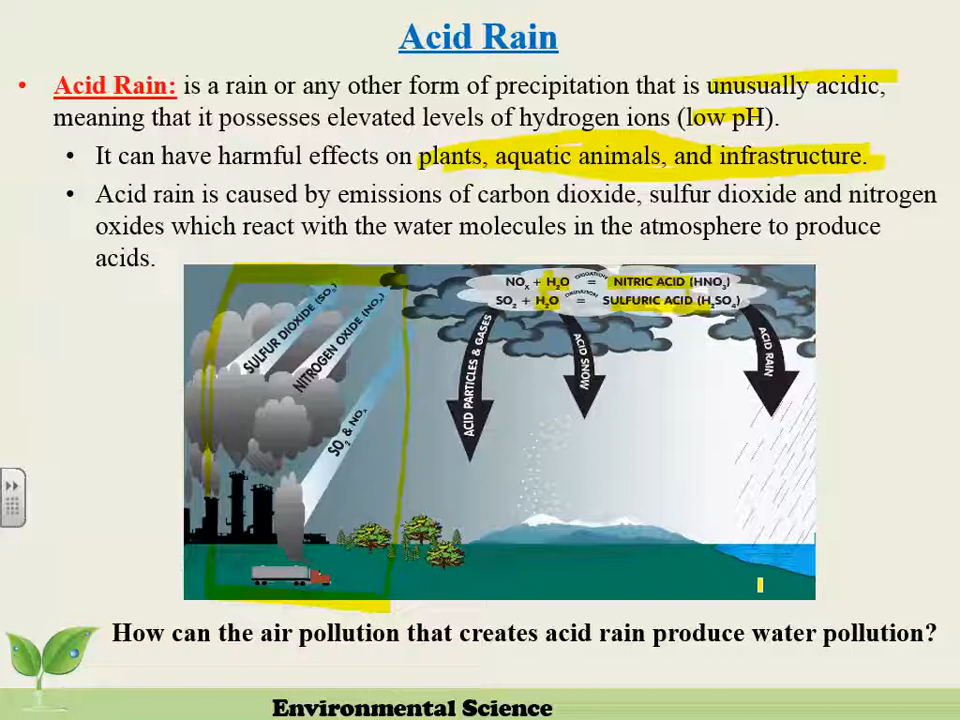 Acid Rain
• Acid Rain: is a rain or any other form of precipitation that is unusually acidic,
meaning that it possesses elevated levels of hydrogen ions (low pH).
• It can have harmful effects on plants, aquatic animals, and infrastructure.
• Acid rain is caused by emissions of carbon dioxide, sulfur dioxide and nitrogen
oxides which react with the water molecules in the atmosphere to produce
acids.
NOx + H2O OXIDATION = NITRIC ACID (HNO3)
SO2 + H2O OXIDATION = SULFURIC ACID (H2SO4)
SULFUR DIOXIDE (SO2)
NITROGEN OXIDE (NOx)
SO2 & NOx
ACID PARTICLES & GASES
ACID SNOW
ACID RAIN
How can the air pollution that creates acid rain produce water pollution?
Environmental Science